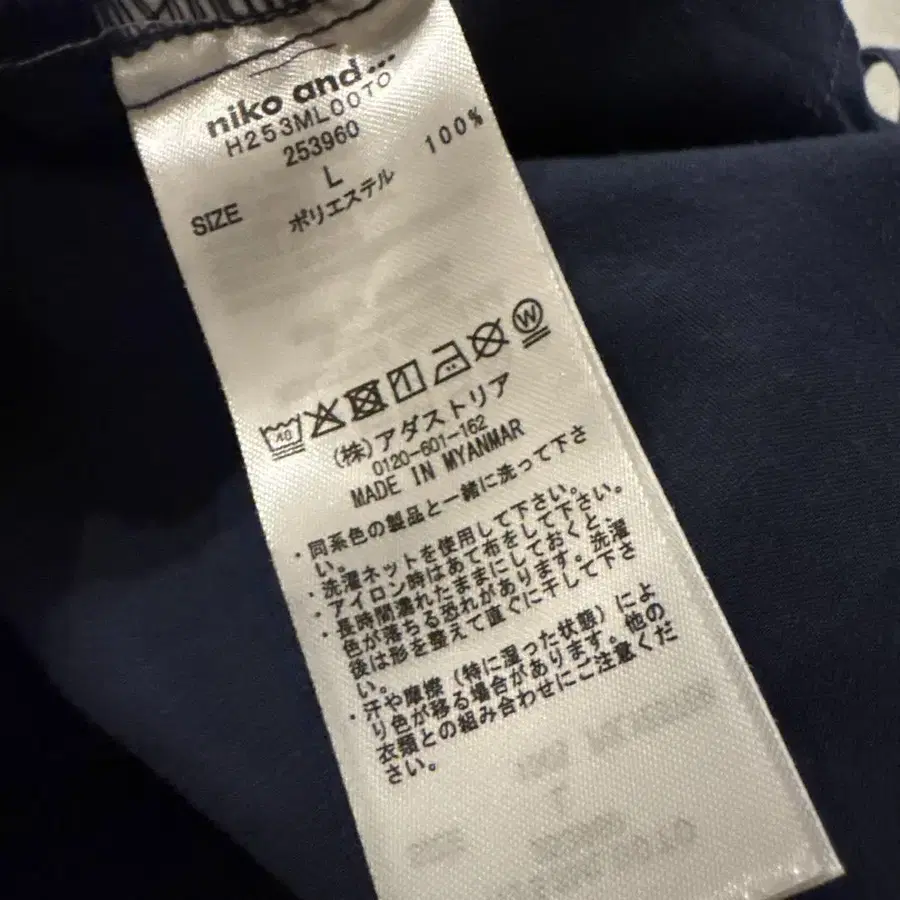 niko and...
H253ML00TO
253960
SIZE L
ポリエステル 100%
40
W
(株)アダストリア
0120-601-162
MADE IN MYANMAR
・同系色の製品と一緒に洗って下さ
い。
・洗濯ネットを使用して下さい。
・アイロン時はあて布をして下さい。
・長時間濡れたままにしておくと、
色が落ちる恐れがあります。洗濯
後は形を整えて直ぐに干して下さ
い。
・汗や摩擦(特に湿った状態)によ
り色が移る場合があります。他の
衣類との組み合わせにご注意くだ
さい。